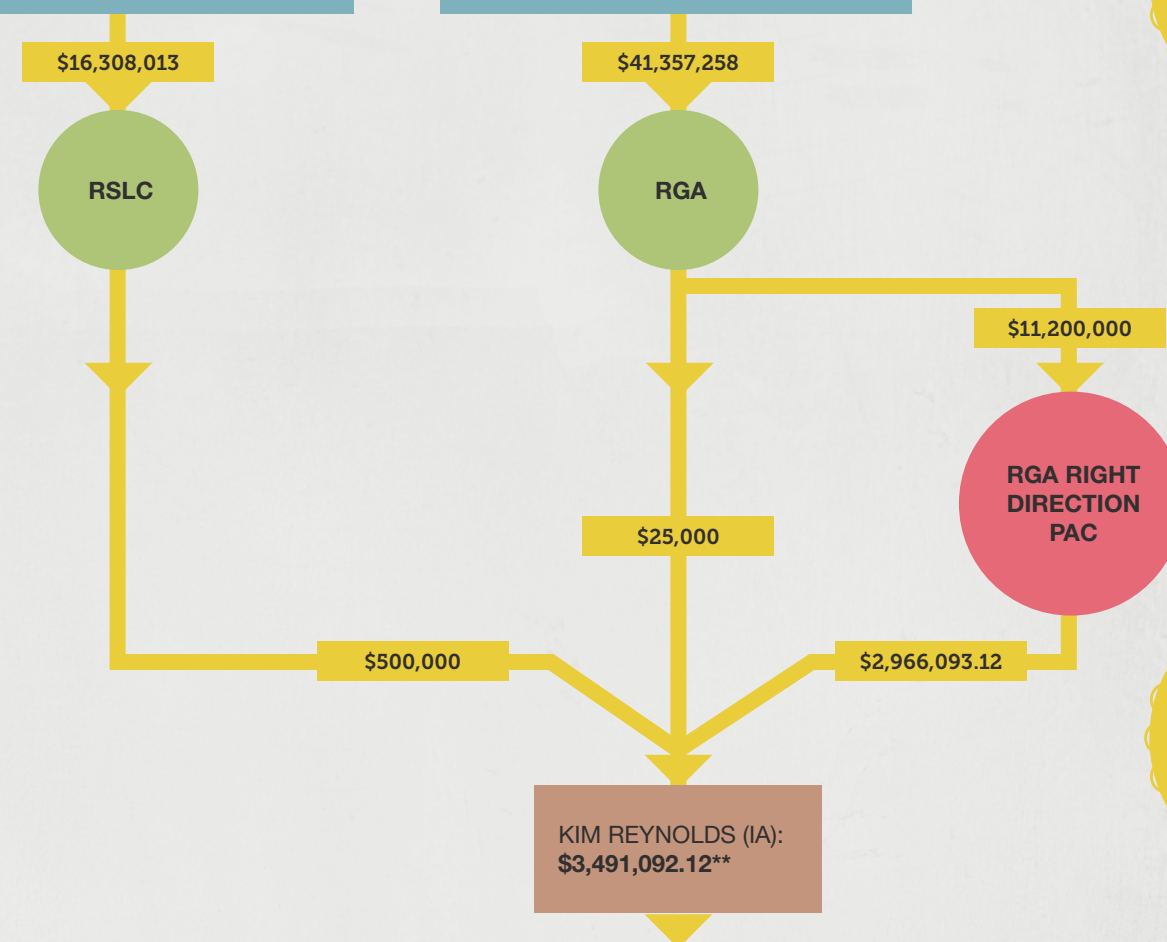 $16,308,013
$41,357,258
RSLC
RGA
$11,200,000
RGA RIGHT
DIRECTION
PAC
$25,000
$500,000
$2,966,093.12
KIM REYNOLDS (IA):
$3,491,092.12**